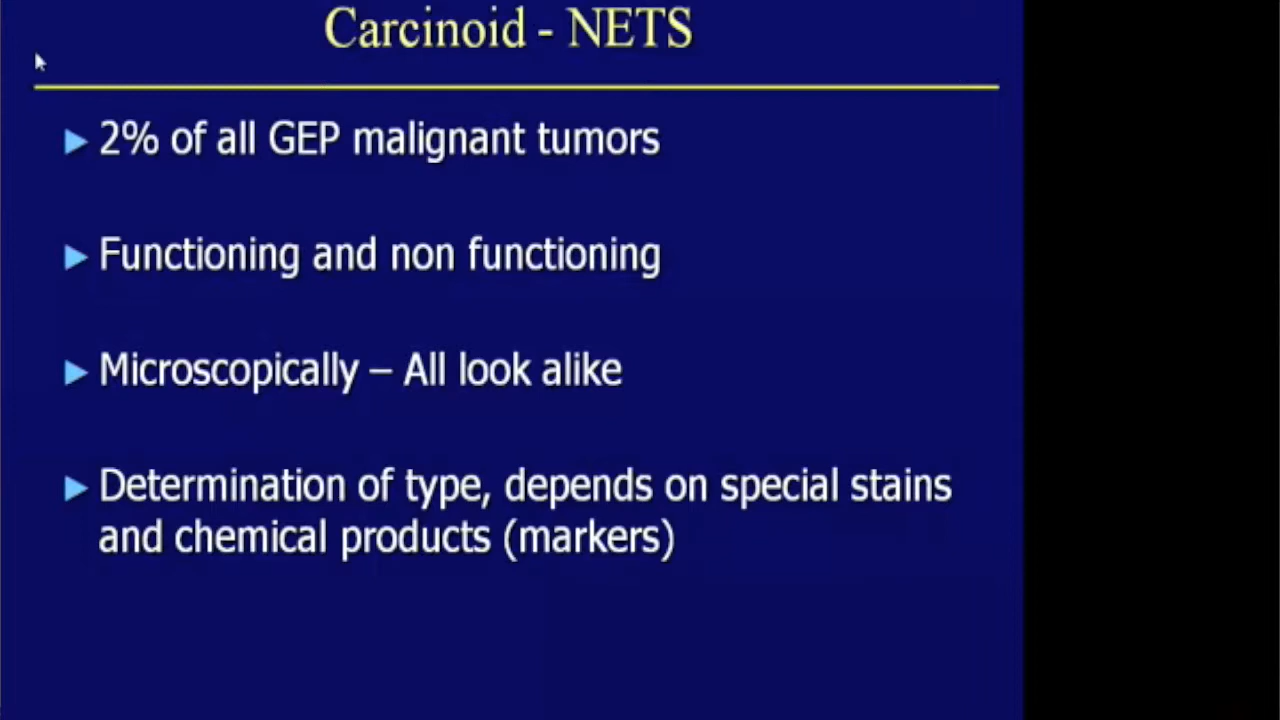 Carcinoid - NETS
2% of all GEP malignant tumors
Functioning and non functioning
Microscopically – All look alike
Determination of type, depends on special stains
and chemical products (markers)